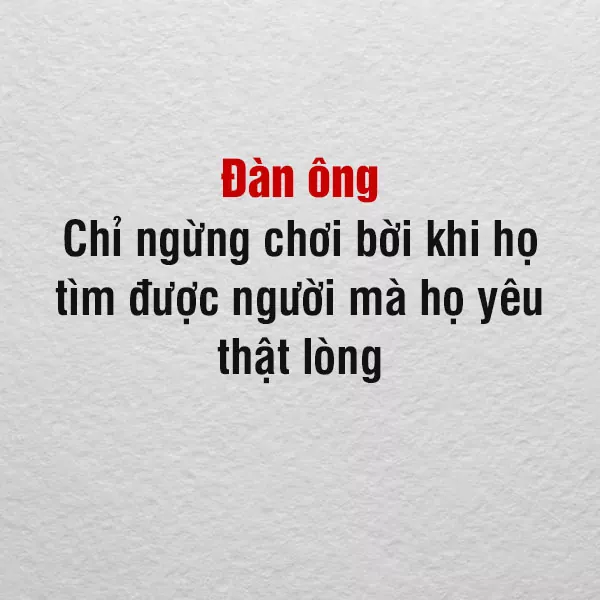 Đàn ông
Chỉ ngừng chơi bời khi họ
tìm được người mà họ yêu
thật lòng